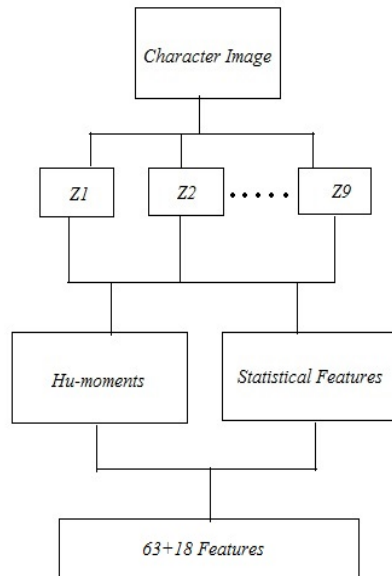 Character Image
Z1 Z2 ..... Z9
Hu-moments Statistical Features
63+18 Features